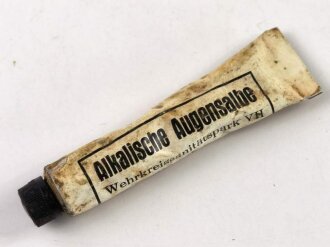 Alkalische Augensalbe
Wehrkreissanitätspark VII